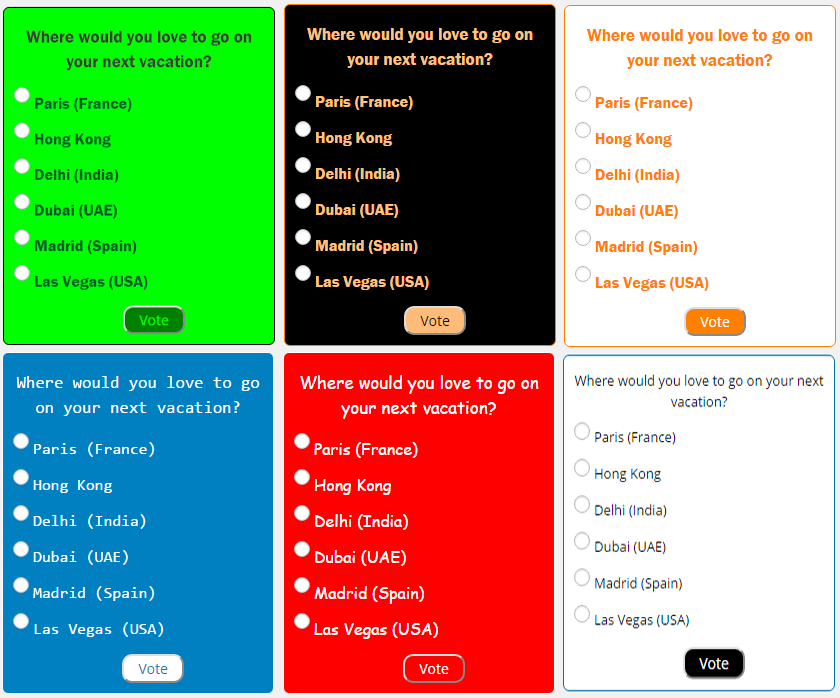 Where would you love to go on
your next vacation?
Paris (France)
Hong Kong
Delhi (India)
Dubai (UAE)
Madrid (Spain)
Las Vegas (USA)
Vote
Where would you love to go on
your next vacation?
Paris (France)
Hong Kong
Delhi (India)
Dubai (UAE)
Madrid (Spain)
Las Vegas (USA)
Vote
Where would you love to go on
your next vacation?
Paris (France)
Hong Kong
Delhi (India)
Dubai (UAE)
Madrid (Spain)
Las Vegas (USA)
Vote
Where would you love to go
on your next vacation?
Paris (France)
Hong Kong
Delhi (India)
Dubai (UAE)
Madrid (Spain)
Las Vegas (USA)
Vote
Where would you love to go on
your next vacation?
Paris (France)
Hong Kong
Delhi (India)
Dubai (UAE)
Madrid (Spain)
Las Vegas (USA)
Vote
Where would you love to go on your next
vacation?
Paris (France)
Hong Kong
Delhi (India)
Dubai (UAE)
Madrid (Spain)
Las Vegas (USA)
Vote